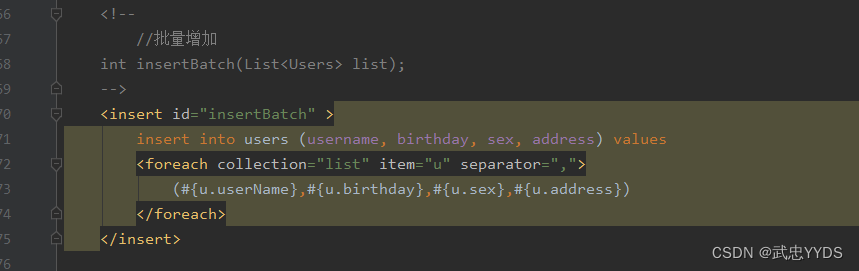 66 <!--
67 //批量增加
68 int insertBatch(List<Users> list);
69 -->
70 <insert id="insertBatch" >
71 insert into users (username, birthday, sex, address) values
72 <foreach collection="list" item="u" separator=",">
73 (#{u.userName},#{u.birthday},#{u.sex},#{u.address})
74 </foreach>
75 </insert>
76
CSDN @武忠YYDS